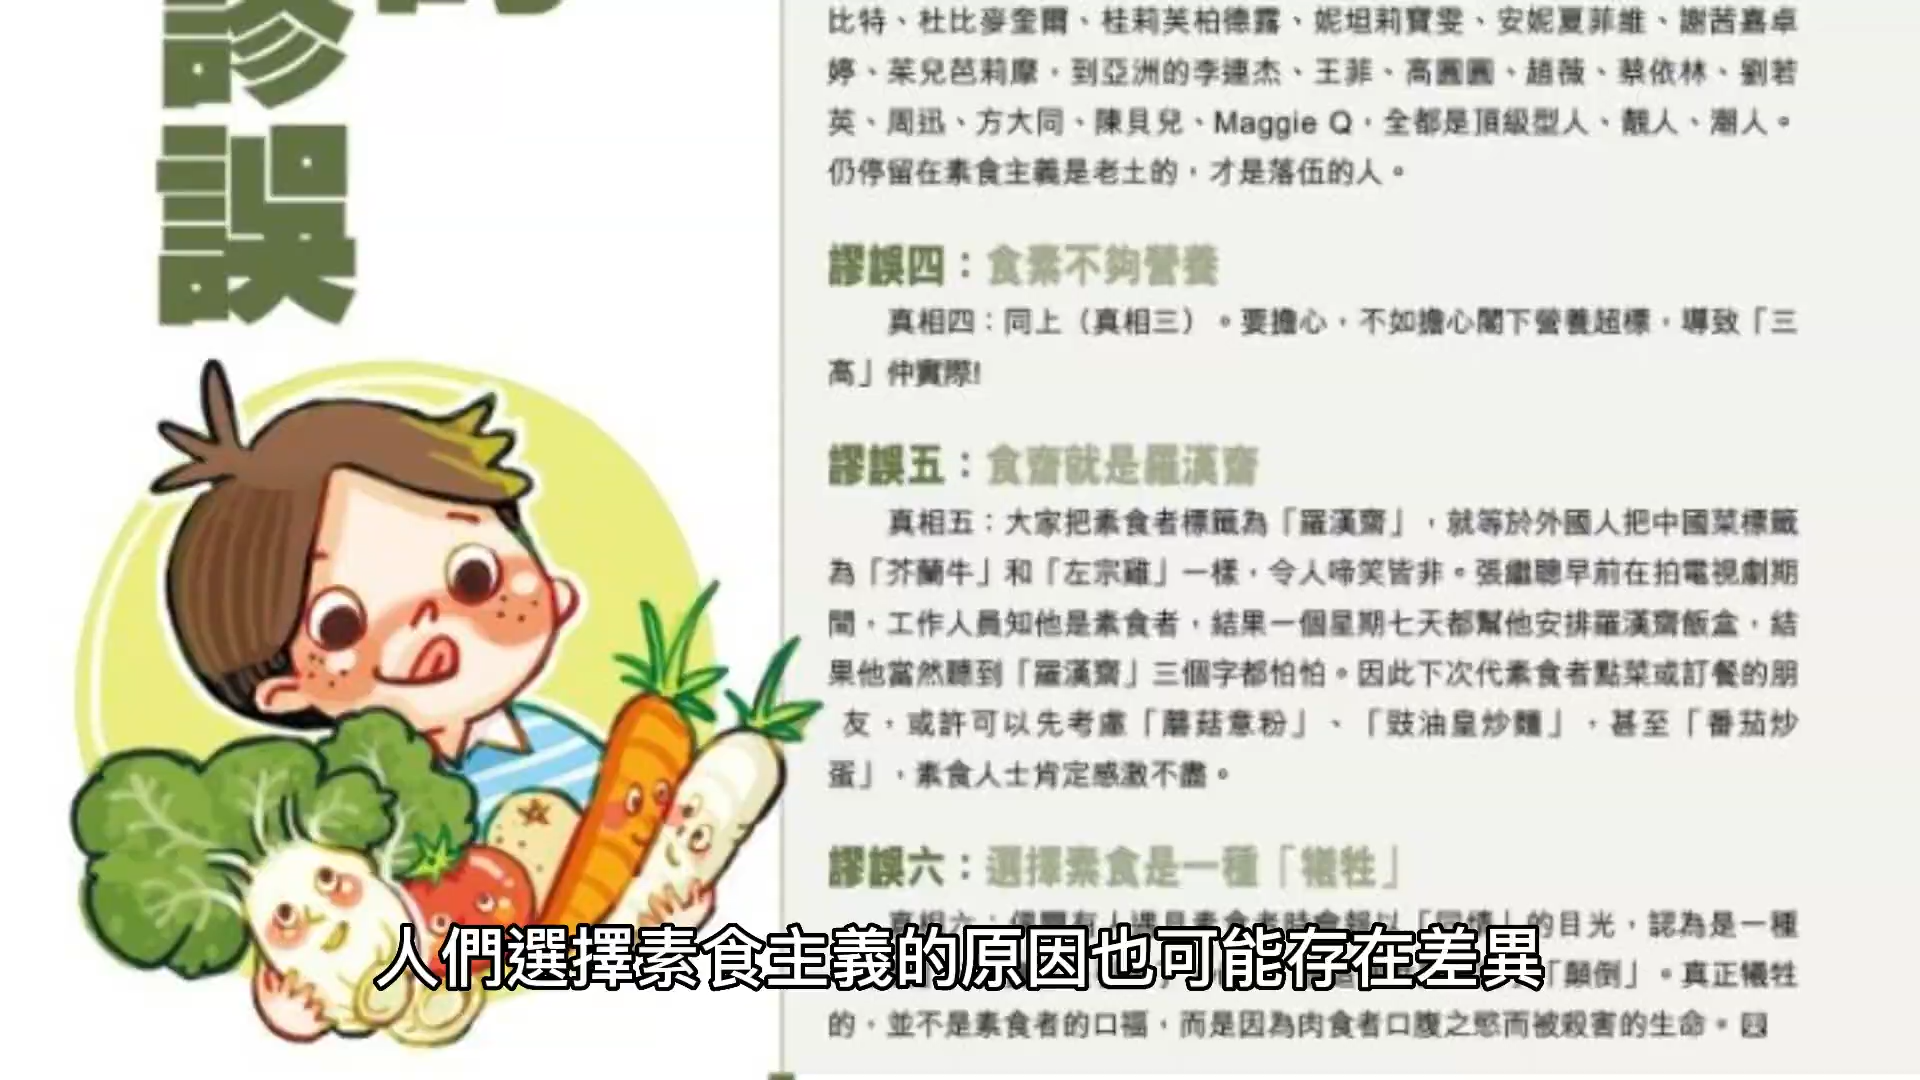 謬
誤
比特、杜比麥奎爾、桂莉芙柏德露、妮坦莉寶雯、安妮夏菲維、謝茜嘉卓
婷、茱兒芭莉摩，到亞洲的李連杰、王菲、高圓圓、趙薇、蔡依林、劉若
英、周迅、方大同、陳貝兒、Maggie Q，全都是頂級型人、靚人、潮人。
仍停留在素食主義是老土的，才是落伍的人。
謬誤四：食素不夠營養
真相四：同上（真相三）。要擔心，不如擔心閣下營養超標，導致「三
高」仲實際!
謬誤五：食齋就是羅漢齋
真相五：大家把素食者標籤為「羅漢齋」，就等於外國人把中國菜標籤
為「芥蘭牛」和「左宗雞」一樣，令人啼笑皆非。張繼聰早前在拍電視劇期
間，工作人員知他是素食者，結果一個星期七天都幫他安排羅漢齋飯盒，結
果他當然聽到「羅漢齋」三個字都怕怕。因此下次代素食者點菜或訂餐的朋
友，或許可以先考慮「蘑菇意粉」、「豉油皇炒麵」，甚至「番茄炒
蛋」，素食人士肯定感激不盡。
謬誤六：選擇素食是一種「犧牲」
的目光，認為是一種
「顛倒」。真正犧牲
的，並不是素食者的口福，而是因為肉食者口腹之慾而被殺害的生命。
人們選擇素食主義的原因也可能存在差異